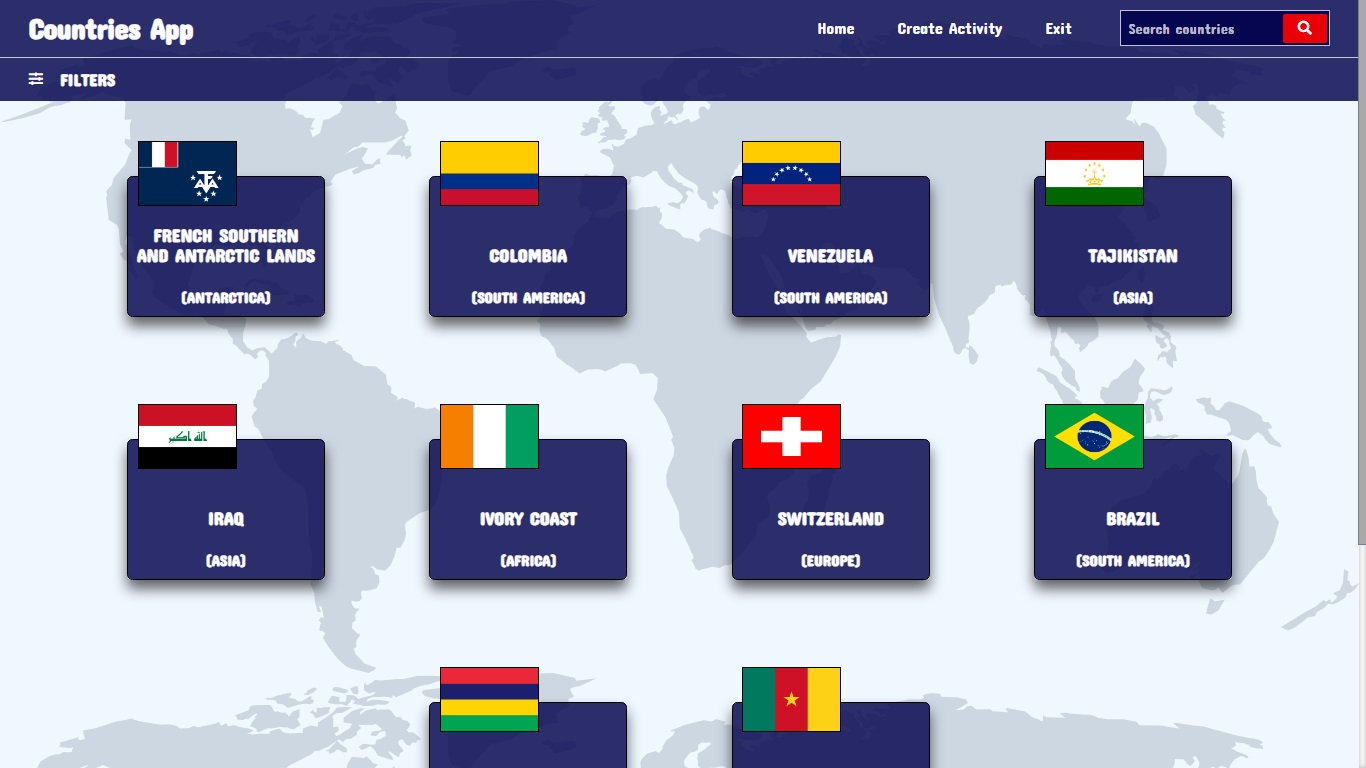 Countries App
Home
Create Activity
Exit
Search countries
FILTERS
FRENCH SOUTHERN
AND ANTARCTIC LANDS
(ANTARCTICA)
COLOMBIA
(SOUTH AMERICA)
VENEZUELA
(SOUTH AMERICA)
TAJIKISTAN
(ASIA)
الله اكبر
IRAQ
(ASIA)
IVORY COAST
(AFRICA)
SWITZERLAND
(EUROPE)
BRAZIL
(SOUTH AMERICA)